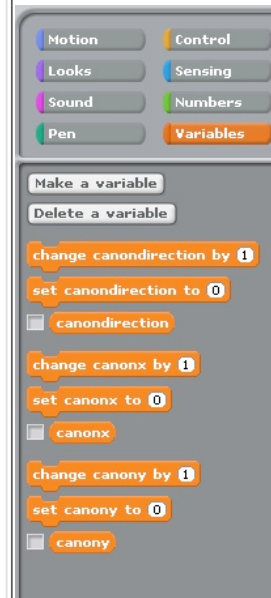 Motion Control
Looks Sensing
Sound Numbers
Pen Variables
Make a variable
Delete a variable
change canondirection by 1
set canondirection to 0
canondirection
change canonx by 1
set canonx to 0
canonx
change canony by 1
set canony to 0
canony